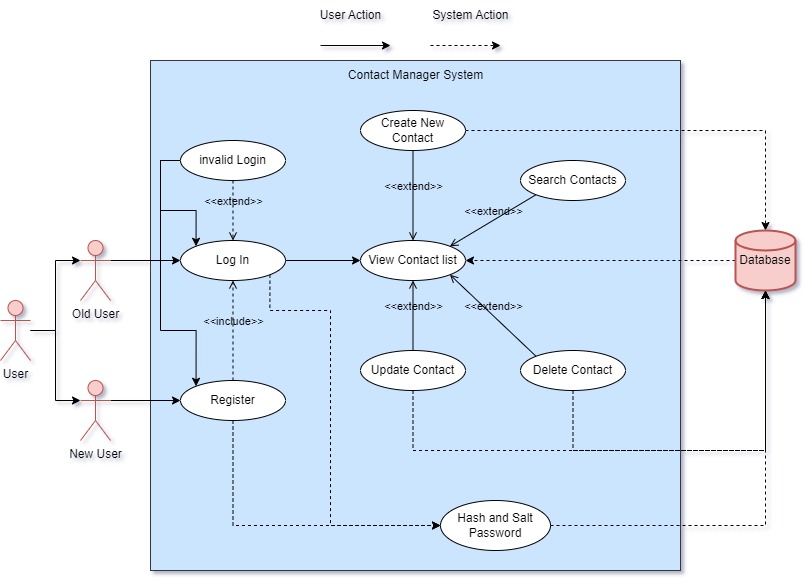 User Action
System Action
Contact Manager System
Create New
Contact
invalid Login
Search Contacts
<<extend>>
<<extend>>
<<extend>>
Log In
View Contact list
Database
Old User
<<include>>
<<extend>>
<<extend>>
User
Update Contact
Delete Contact
Register
New User
Hash and Salt
Password